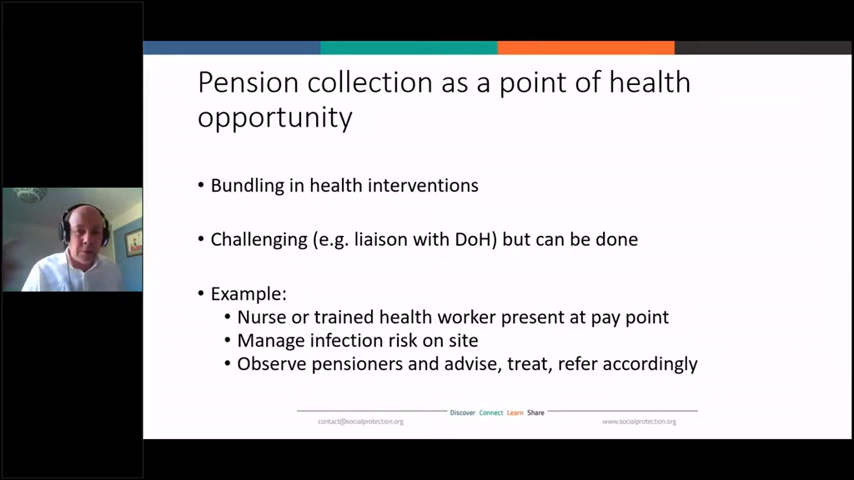 Pension collection as a point of health
opportunity
• Bundling in health interventions
• Challenging (e.g. liaison with DoH) but can be done
• Example:
• Nurse or trained health worker present at pay point
• Manage infection risk on site
• Observe pensioners and advise, treat, refer accordingly
Discover Connect Learn Share
contact@socialprotection.org www.socialprotection.org